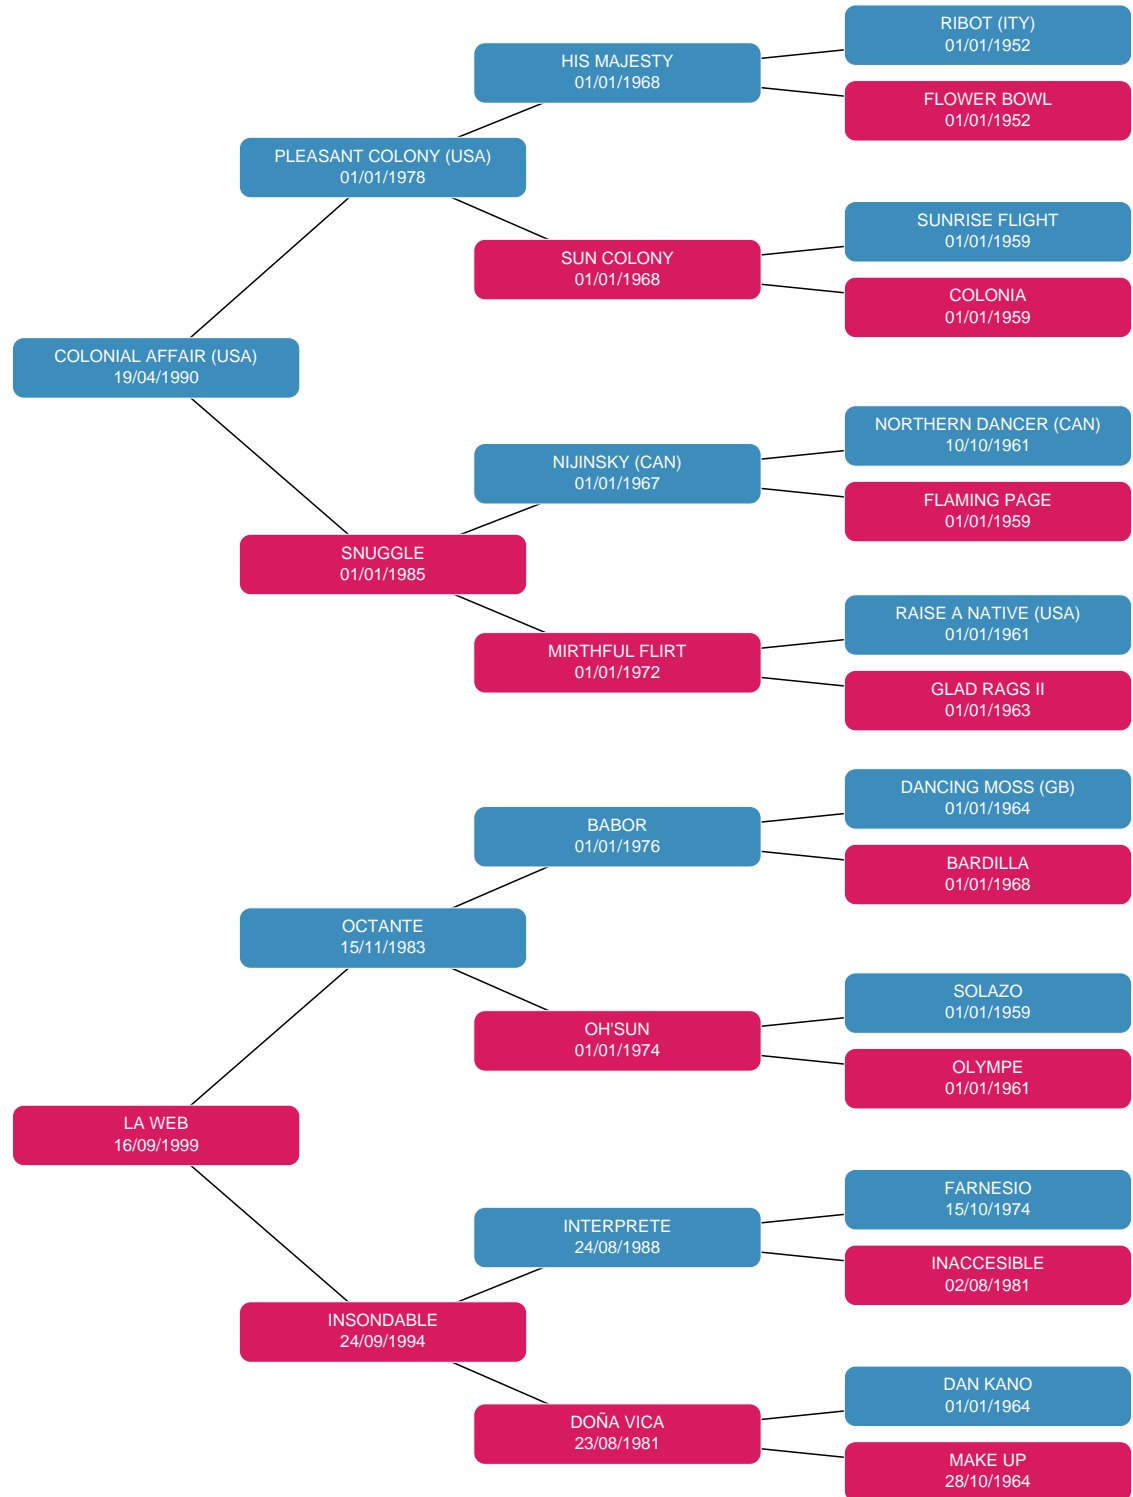 RIBOT (ITY)
01/01/1952
HIS MAJESTY
01/01/1968
FLOWER BOWL
01/01/1952
PLEASANT COLONY (USA)
01/01/1978
SUNRISE FLIGHT
01/01/1959
SUN COLONY
01/01/1968
COLONIA
01/01/1959
COLONIAL AFFAIR (USA)
19/04/1990
NORTHERN DANCER (CAN)
10/10/1961
NIJINSKY (CAN)
01/01/1967
FLAMING PAGE
01/01/1959
SNUGGLE
01/01/1985
RAISE A NATIVE (USA)
01/01/1961
MIRTHFUL FLIRT
01/01/1972
GLAD RAGS II
01/01/1963
DANCING MOSS (GB)
01/01/1964
BABOR
01/01/1976
BARDILLA
01/01/1968
OCTANTE
15/11/1983
SOLAZO
01/01/1959
OH'SUN
01/01/1974
OLYMPE
01/01/1961
LA WEB
16/09/1999
FARNESIO
15/10/1974
INTERPRETE
24/08/1988
INACCESIBLE
02/08/1981
INSONDABLE
24/09/1994
DAN KANO
01/01/1964
DOÑA VICA
23/08/1981
MAKE UP
28/10/1964